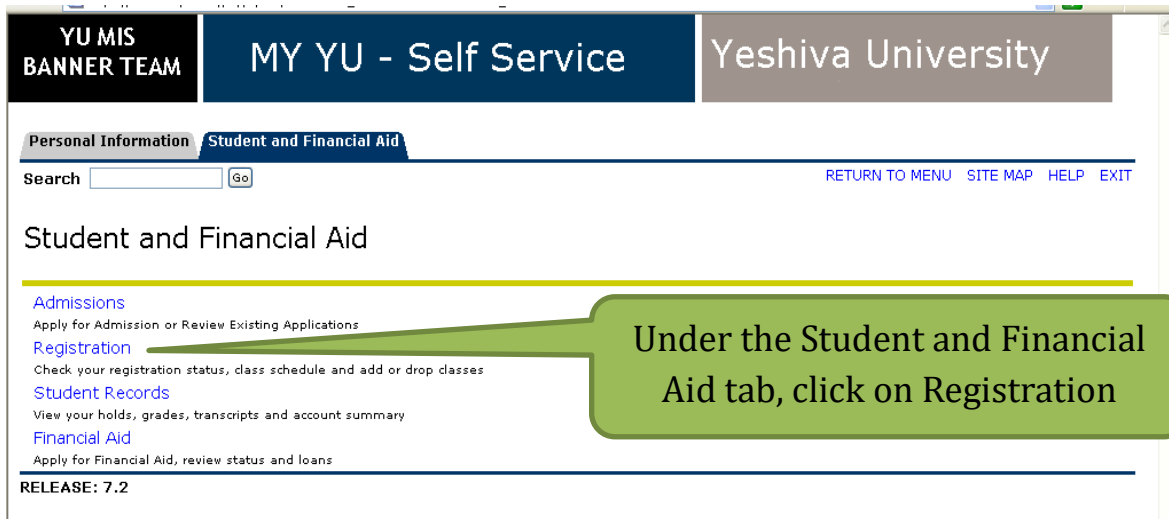 YU MIS
BANNER TEAM
MY YU - Self Service
Yeshiva University
Personal Information
Student and Financial Aid
Search
Go
RETURN TO MENU SITE MAP HELP EXIT
Student and Financial Aid
Admissions
Apply for Admission or Review Existing Applications
Registration
Check your registration status, class schedule and add or drop classes
Student Records
View your holds, grades, transcripts and account summary
Financial Aid
Apply for Financial Aid, review status and loans
RELEASE: 7.2
Under the Student and Financial
Aid tab, click on Registration